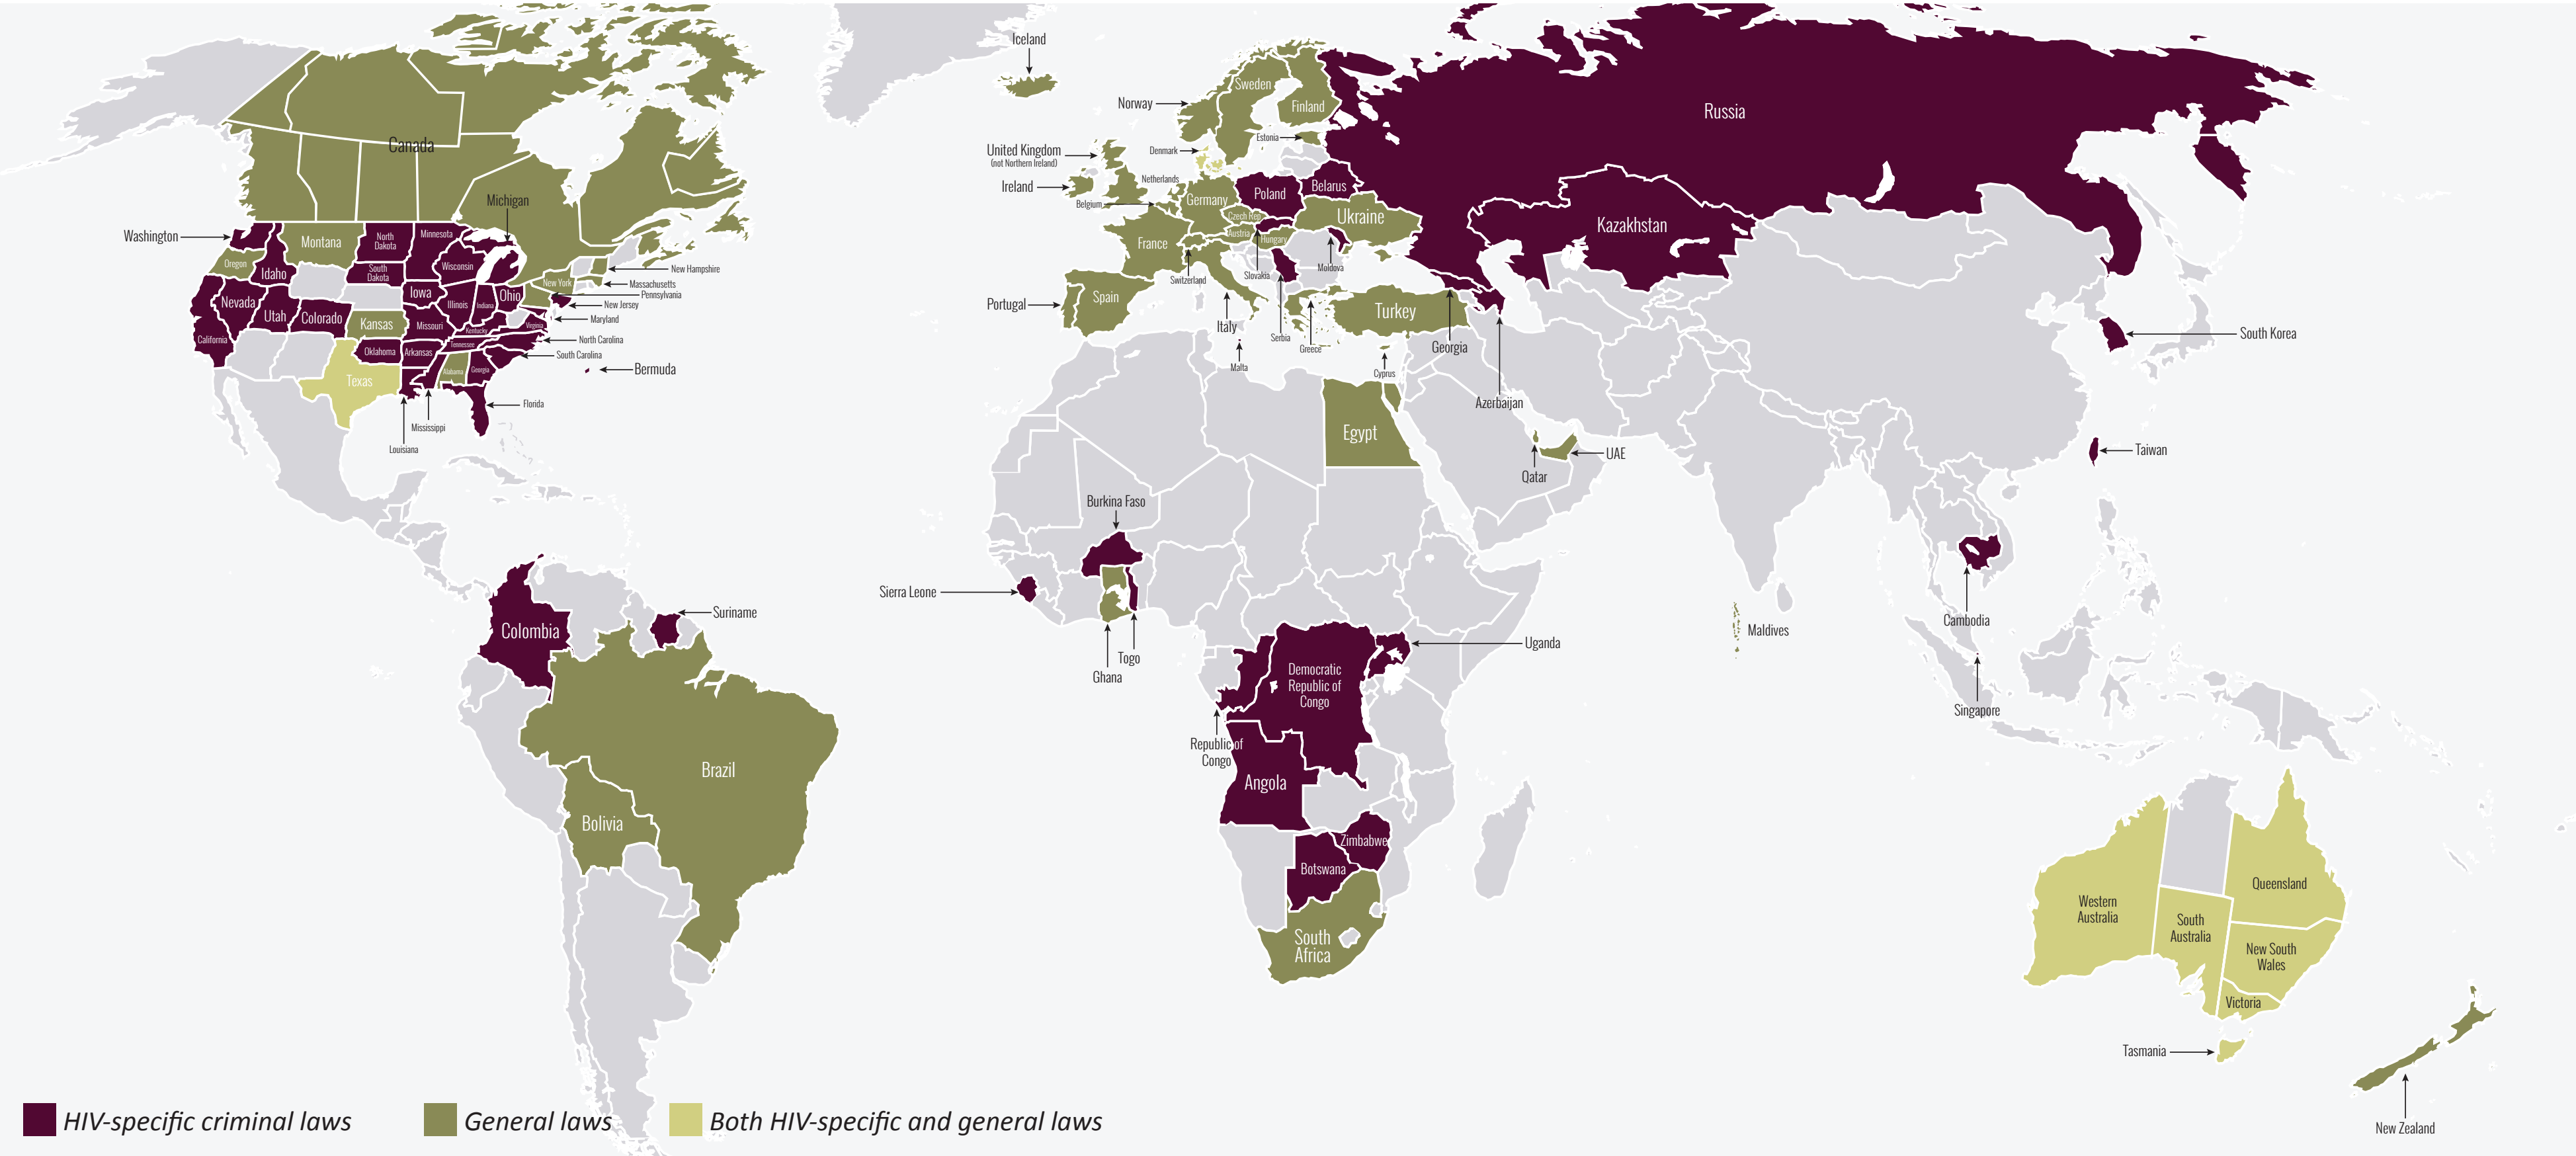 Iceland
Norway
Sweden
Finland
Russia
Estonia
Denmark
United Kingdom
(not Northern Ireland)
Ireland
Netherlands
Belgium
Germany
Poland
Belarus
Czech Rep
Ukraine
Austria
Hungary
France
Switzerland
Slovakia
Moldova
Kazakhstan
Portugal
Spain
Italy
Malta
Serbia
Greece
Turkey
Cyprus
Georgia
Azerbaijan
Canada
Michigan
Washington
Montana
North
Dakota
Minnesota
Oregon
Idaho
South
Dakota
Wisconsin
New York
New Hampshire
Massachusetts
Pennsylvania
New Jersey
Maryland
Nevada
Utah
Colorado
Iowa
Illinois
Indiana
Ohio
Kansas
Missouri
Kentucky
Virginia
California
Oklahoma
Arkansas
Tennessee
North Carolina
South Carolina
Texas
Alabama
Georgia
Bermuda
Florida
Mississippi
Louisiana
Egypt
Qatar
UAE
South Korea
Taiwan
Burkina Faso
Sierra Leone
Togo
Ghana
Uganda
Democratic
Republic of
Congo
Republic of
Congo
Angola
Zimbabwe
Botswana
South
Africa
Maldives
Cambodia
Singapore
Colombia
Suriname
Brazil
Bolivia
Western
Australia
South
Australia
Queensland
New South
Wales
Victoria
Tasmania
New Zealand
HIV-specific criminal laws
General laws
Both HIV-specific and general laws